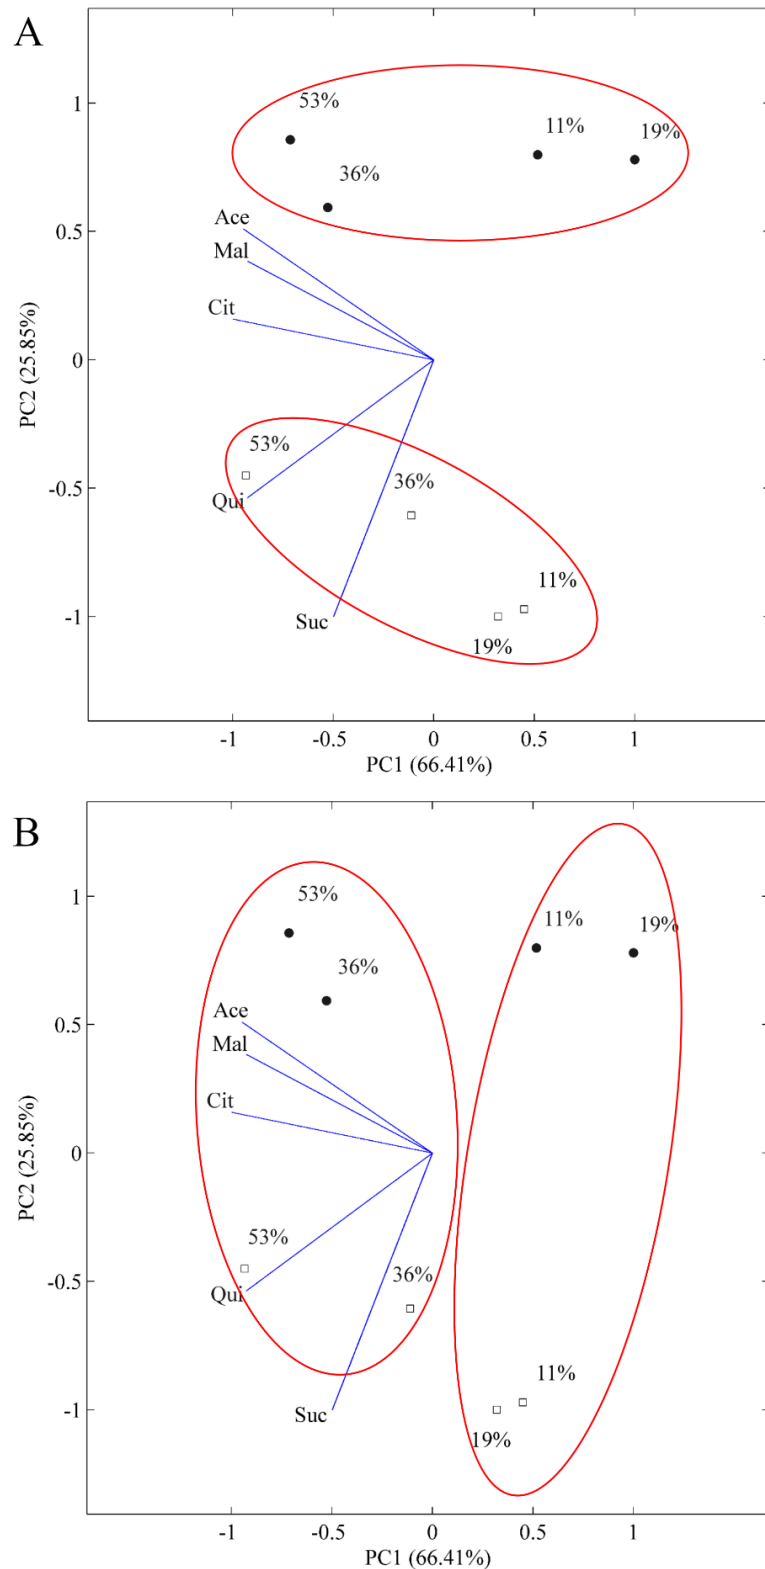 A
53%
11%
19%
36%
1
Ace
0.5
Mal
Cit
0
PC2 (25.85%)
53%
36%
-0.5
Qui
11%
-1
Suc
19%
-1
-0.5
0
0.5
1
PC1 (66.41%)
B
53%
1
11%
19%
36%
0.5
Ace
Mal
Cit
0
PC2 (25.85%)
53%
36%
-0.5
Qui
11%
-1
Suc
19%
-1
-0.5
0
0.5
1
PC1 (66.41%)